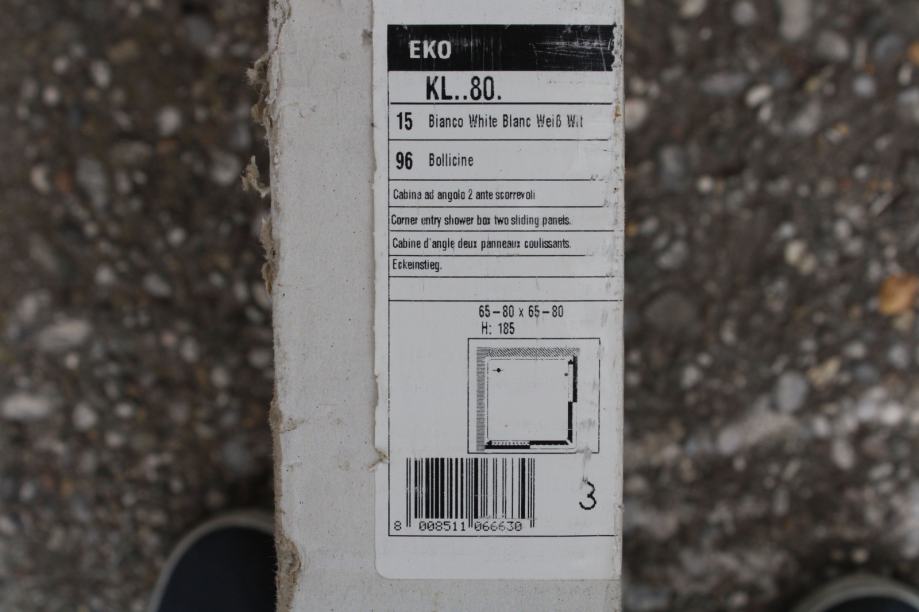 EKO
KL..80.
15 Bianco White Blanc Weiß Wit
96 Bollicine
Cabina ad angolo 2 ante scorrevoli
Corner entry shower box two sliding panels.
Cabine d'angle deux panneaux coulissants.
Eckeinstieg.
65-80 x 65-80
H: 185
3
8 008511 066630